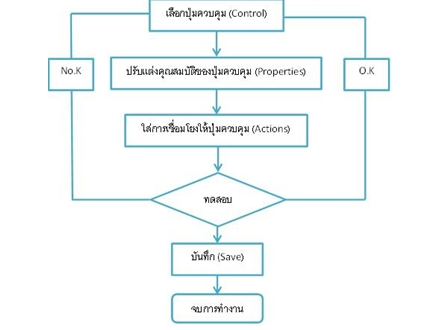 เลือกปุ่มควบคุม (Control)
No.K
ปรับแต่งคุณสมบัติของปุ่มควบคุม (Properties)
O.K
ใส่การเชื่อมโยงให้ปุ่มควบคุม (Actions)
ทดสอบ
บันทึก (Save)
จบการทำงาน